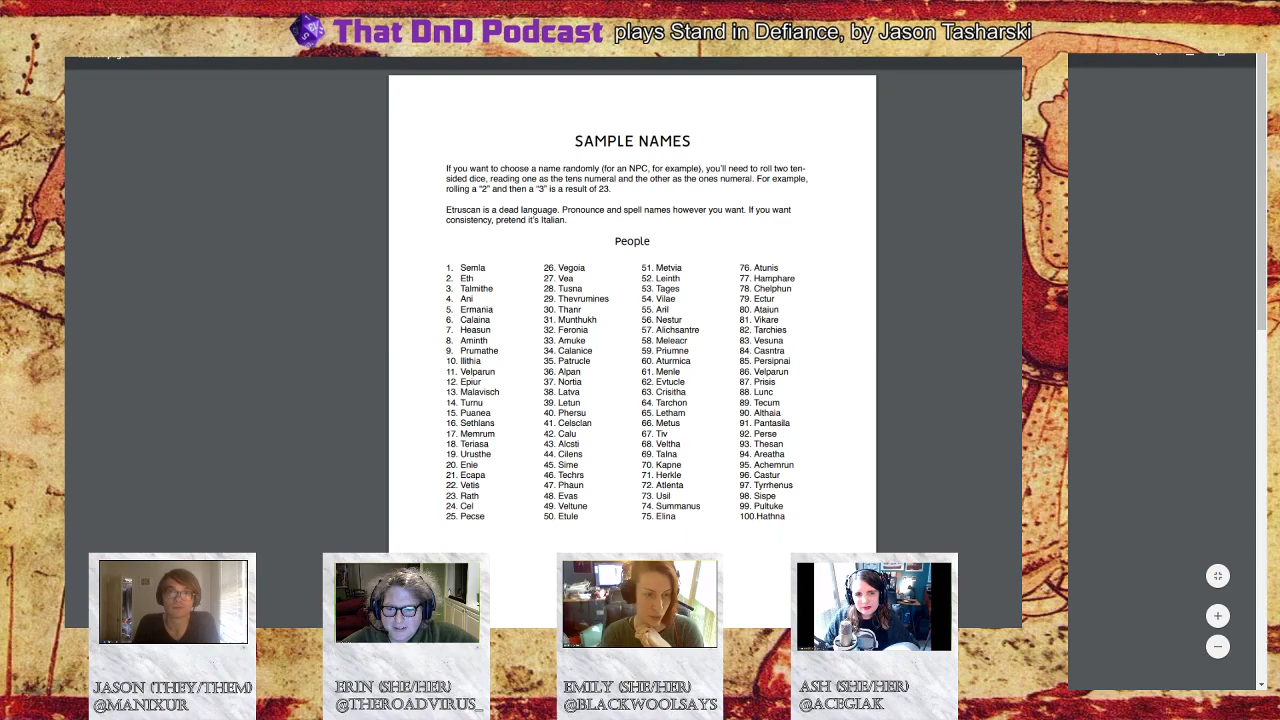 That DnD Podcast plays Stand in Defiance, by Jason Tasharski
SAMPLE NAMES
If you want to choose a name randomly (for an NPC, for example), you'll need to roll two ten-
sided dice, reading one as the tens numeral and the other as the ones numeral. For example,
rolling a “2” and then a “3” is a result of 23.
Etruscan is a dead language. Pronounce and spell names however you want. If you want
consistency, pretend it's Italian.
People
1. Semla
2. Eth
3. Talmithe
4. Ani
5. Ermania
6. Calaina
7. Heasun
8. Aminth
9. Prumathe
10. Ilithia
11. Velparun
12. Epiur
13. Malavisch
14. Turnu
15. Puanea
16. Sethlans
17. Memrum
18. Teriasa
19. Urusthe
20. Enie
21. Ecapa
22. Vetis
23. Rath
24. Cel
25. Pecse
26. Vegoia
27. Vea
28. Tusna
29. Thevrumines
30. Thanr
31. Munthukh
32. Feronia
33. Amuke
34. Calanice
35. Patrucle
36. Alpan
37. Nortia
38. Latva
39. Letun
40. Phersu
41. Celsclan
42. Calu
43. Alcsti
44. Cilens
45. Sime
46. Techrs
47. Phaun
48. Evas
49. Veltune
50. Etule
51. Metvia
52. Leinth
53. Tages
54. Vilae
55. Aril
56. Nestur
57. Alichsantre
58. Meleacr
59. Priumne
60. Aturmica
61. Menle
62. Evtucle
63. Crisitha
64. Tarchon
65. Letham
66. Metus
67. Tiv
68. Veltha
69. Talna
70. Kapne
71. Herkle
72. Atlenta
73. Usil
74. Summanus
75. Elina
76. Atunis
77. Hamphare
78. Chelphun
79. Ectur
80. Ataiun
81. Vikare
82. Tarchies
83. Vesuna
84. Casntra
85. Persipnai
86. Velparun
87. Prisis
88. Lunc
89. Tecum
90. Althaia
91. Pantasila
92. Perse
93. Thesan
94. Areatha
95. Achemrun
96. Castur
97. Tyrrhenus
98. Sispe
99. Pultuke
100.Hathna
JASON (THEY/THEM)
@MANIXUR
ERIN (SHE/HER)
@THEROADVIRUS_
EMILY (SHE/HER)
@BLACKWOOLSAYS
ASH (SHE/HER)
@ACEGIAK